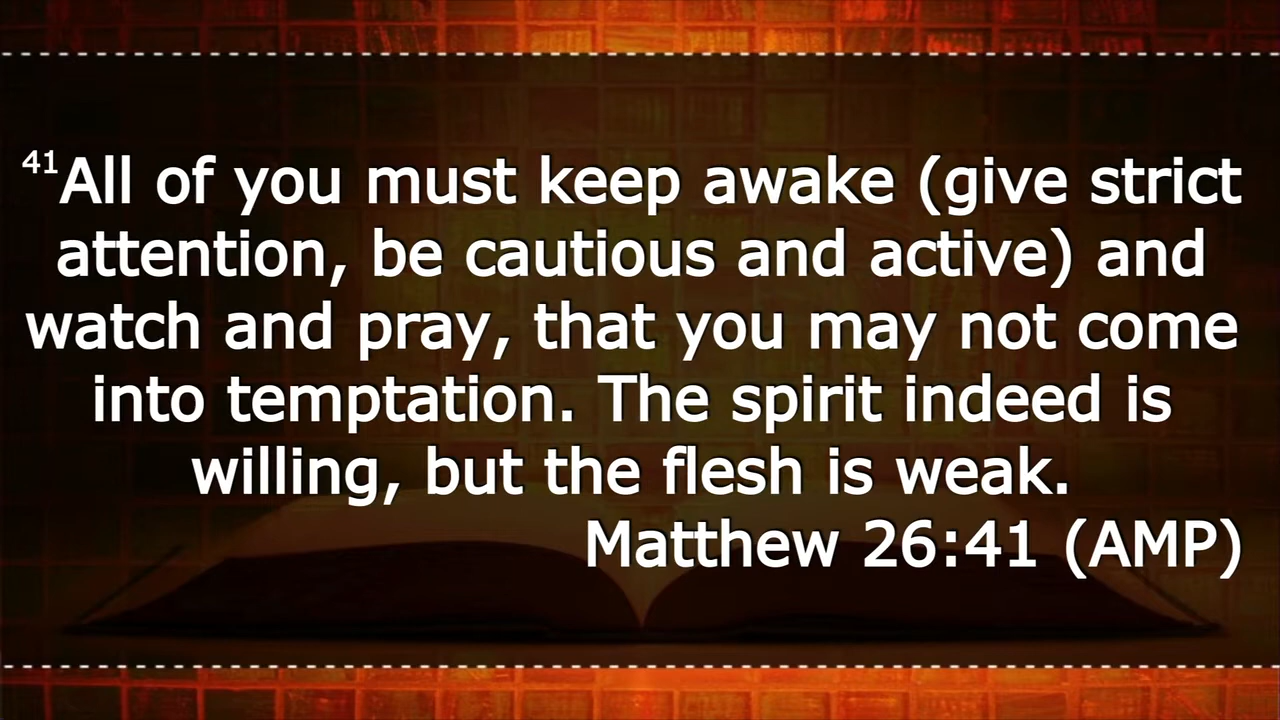 41All of you must keep awake (give strict
attention, be cautious and active) and
watch and pray, that you may not come
into temptation. The spirit indeed is
willing, but the flesh is weak.
Matthew 26:41 (AMP)